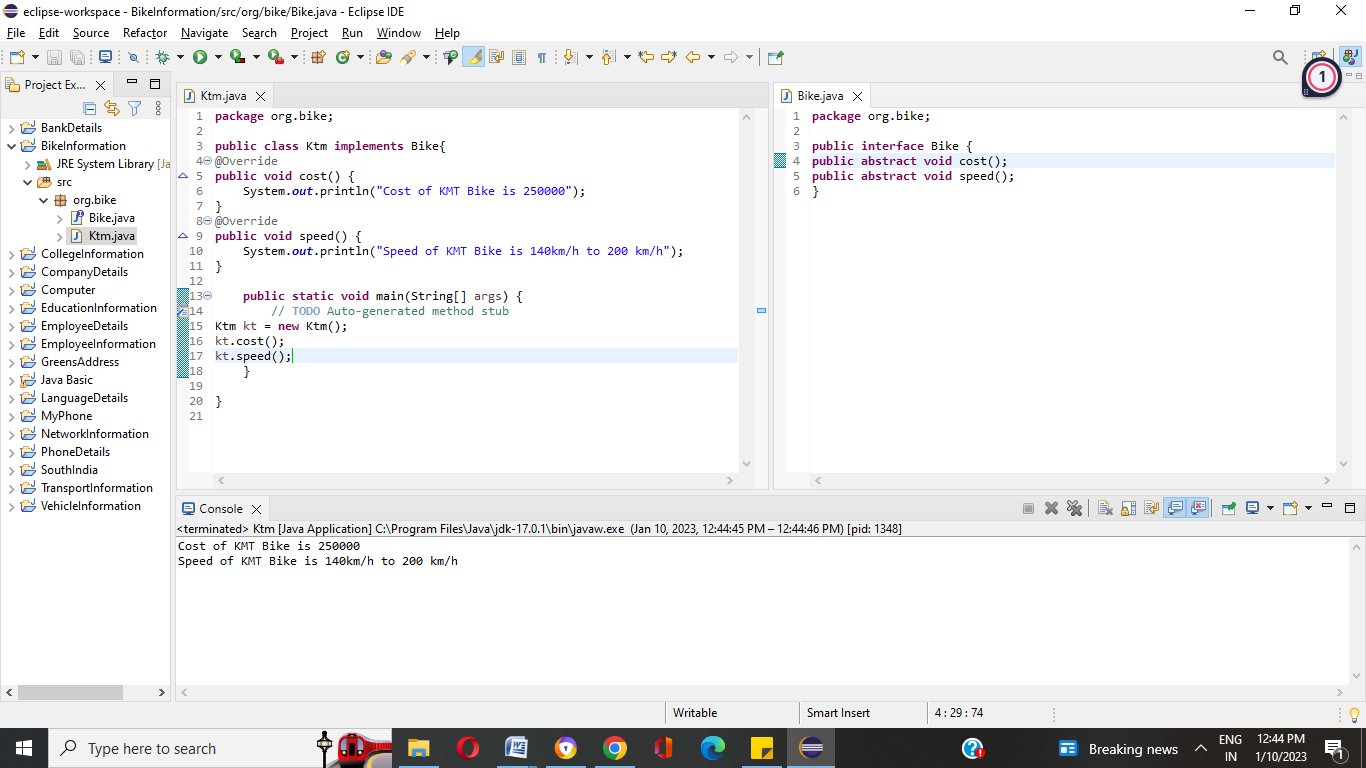 eclipse-workspace - BikeInformation/src/org/bike/Bike.java - Eclipse IDE
File Edit Source Refactor Navigate Search Project Run Window Help
1
Project Ex...
BankDetails
BikeInformation
JRE System Library [Ja
src
org.bike
Bike.java
Ktm.java
CollegeInformation
CompanyDetails
Computer
EducationInformation
EmployeeDetails
EmployeeInformation
GreensAddress
Java Basic
LanguageDetails
MyPhone
NetworkInformation
PhoneDetails
SouthIndia
TransportInformation
VehicleInformation
Ktm.java
1 package org.bike;
2
3 public class Ktm implements Bike{
4 @Override
5 public void cost() {
6     System.out.println("Cost of KMT Bike is 250000");
7 }
8 @Override
9 public void speed() {
10     System.out.println("Speed of KMT Bike is 140km/h to 200 km/h");
11 }
12
13     public static void main(String[] args) {
14         // TODO Auto-generated method stub
15 Ktm kt = new Ktm();
16 kt.cost();
17 kt.speed();
18     }
19
20 }
21
Bike.java
1 package org.bike;
2
3 public interface Bike {
4 public abstract void cost();
5 public abstract void speed();
6 }
Console
<terminated> Ktm [Java Application] C:\Program Files\Java\jdk-17.0.1\bin\javaw.exe (Jan 10, 2023, 12:44:45 PM – 12:44:46 PM) [pid: 1348]
Cost of KMT Bike is 250000
Speed of KMT Bike is 140km/h to 200 km/h
Writable Smart Insert 4 : 29 : 74
Type here to search
Breaking news
ENG
IN
12:44 PM
1/10/2023
1